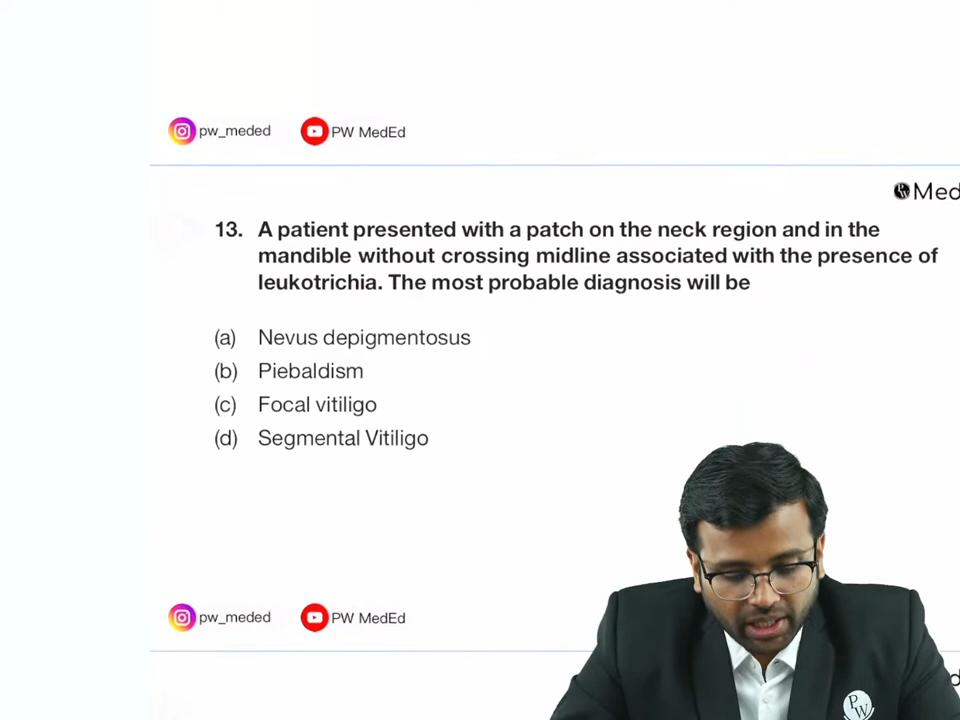 pw_meded PW MedEd
Med
13. A patient presented with a patch on the neck region and in the
mandible without crossing midline associated with the presence of
leukotrichia. The most probable diagnosis will be
(a) Nevus depigmentosus
(b) Piebaldism
(c) Focal vitiligo
(d) Segmental Vitiligo
pw_meded PW MedEd
PW